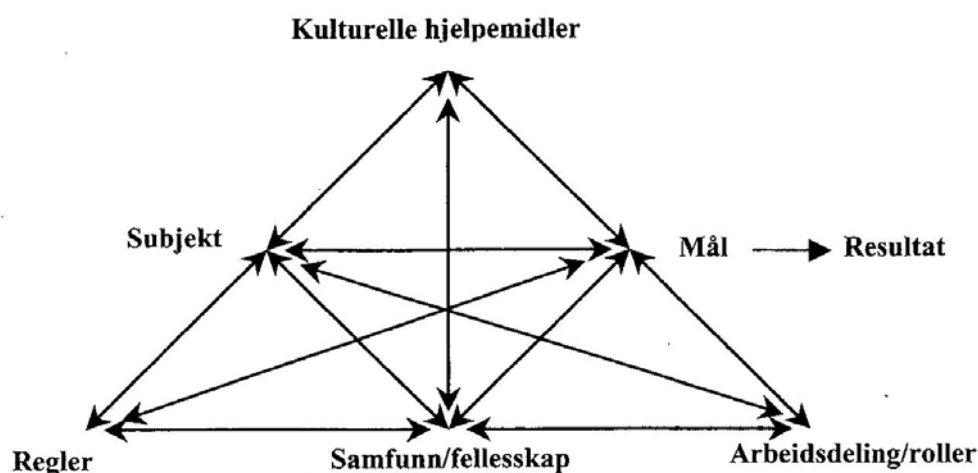 Kulturelle hjelpemidler
Subjekt
Mål
Resultat
Regler
Samfunn/fellesskap
Arbeidsdeling/roller